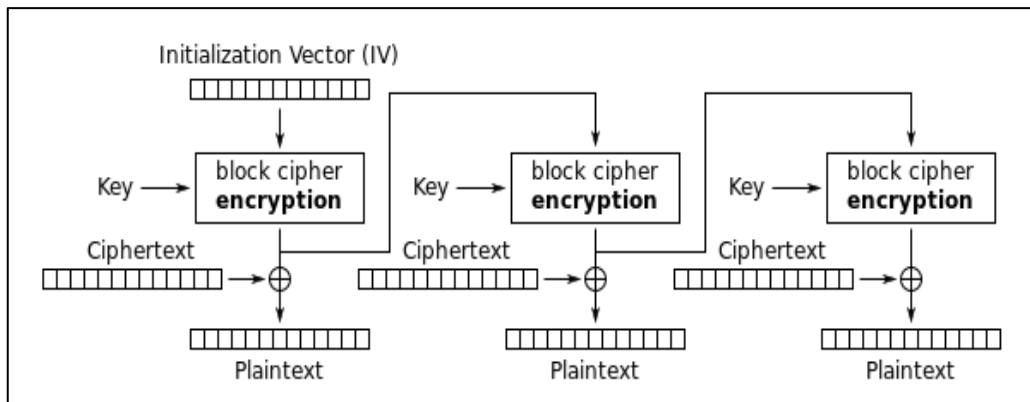 Initialization Vector (IV)
block cipher
encryption
Key
block cipher
encryption
Key
block cipher
encryption
Key
Ciphertext
Ciphertext
Ciphertext
Plaintext
Plaintext
Plaintext